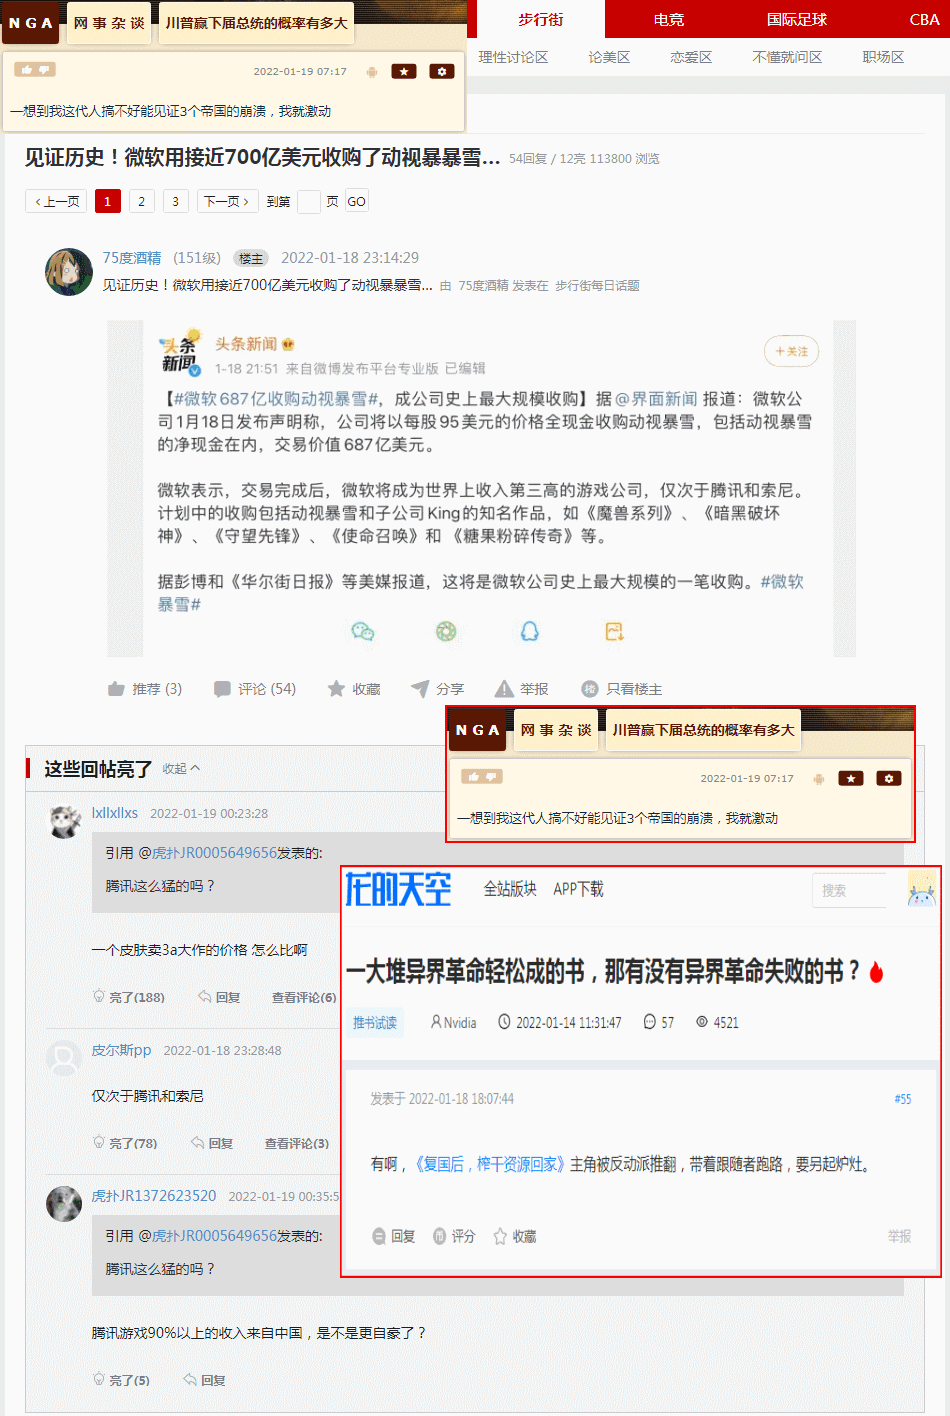 NGA 网事杂谈 川普赢下届总统的概率有多大
2022-01-19 07:17
一想到我这代人搞不好能见证3个帝国的崩溃，我就激动
步行街 电竞 国际足球 CBA
理性讨论区 论美区 恋爱区 不懂就问区 职场区
见证历史！微软用接近700亿美元收购了动视暴暴雪... 54回复 / 12亮 113800 浏览
‹上一页 1 2 3 下一页› 到第 页 GO
75度酒精 (151级) 楼主 2022-01-18 23:14:29
见证历史！微软用接近700亿美元收购了动视暴暴雪... 由 75度酒精 发表在 步行街每日话题
头条新闻
头条新闻
+关注
1-18 21:51 来自微博发布平台专业版 已编辑
【#微软687亿收购动视暴雪#，成公司史上最大规模收购】据@界面新闻 报道：微软公
司1月18日发布声明称，公司将以每股95美元的价格全现金收购动视暴雪，包括动视暴雪
的净现金在内，交易价值687亿美元。
微软表示，交易完成后，微软将成为世界上收入第三高的游戏公司，仅次于腾讯和索尼。
计划中的收购包括动视暴雪和子公司King的知名作品，如《魔兽系列》、《暗黑破坏
神》、《守望先锋》、《使命召唤》和 《糖果粉碎传奇》等。
据彭博和《华尔街日报》等美媒报道，这将是微软公司史上最大规模的一笔收购。#微软
暴雪#
推荐 (3) 评论 (54) 收藏 分享 举报 楼 只看楼主
NGA 网事杂谈 川普赢下届总统的概率有多大
2022-01-19 07:17
一想到我这代人搞不好能见证3个帝国的崩溃，我就激动
这些回帖亮了 收起
lxllxllxs 2022-01-19 00:23:28
引用 @虎扑JR0005649656发表的:
腾讯这么猛的吗？
一个皮肤卖3a大作的价格 怎么比啊
亮了(188) 回复 查看评论(6)
皮尔斯pp 2022-01-18 23:28:48
仅次于腾讯和索尼
亮了(78) 回复 查看评论(3)
虎扑JR1372623520 2022-01-19 00:35:5
引用 @虎扑JR0005649656发表的:
腾讯这么猛的吗？
腾讯游戏90%以上的收入来自中国，是不是更自豪了？
亮了(5) 回复
龙的天空 全站版块 APP下载 搜索
一大堆异界革命轻松成的书，那有没有异界革命失败的书？
推书试读 Nvidia 2022-01-14 11:31:47 57 4521
发表于 2022-01-18 18:07:44 #55
有啊，《复国后，榨干资源回家》主角被反动派推翻，带着跟随者跑路，要另起炉灶。
回复 评分 收藏 举报